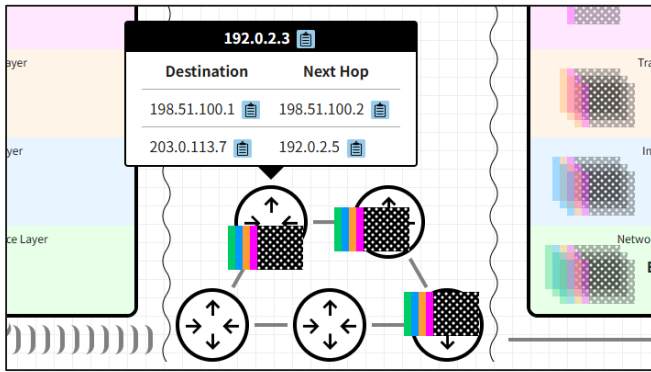 192.0.2.3
Destination Next Hop
198.51.100.1 198.51.100.2
203.0.113.7 192.0.2.5
ayer
yer
ce Layer
Tra
In
Netwo
E